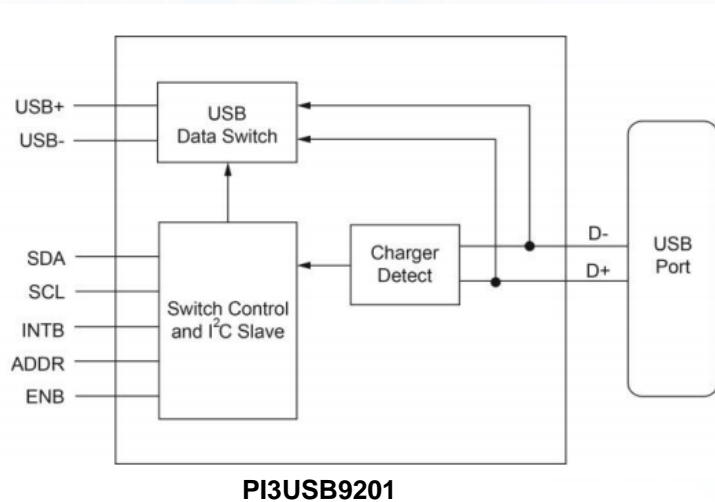 USB+
USB-
USB
Data Switch
SDA
SCL
INTB
ADDR
ENB
Switch Control
and I²C Slave
Charger
Detect
D-
D+
USB
Port
PI3USB9201